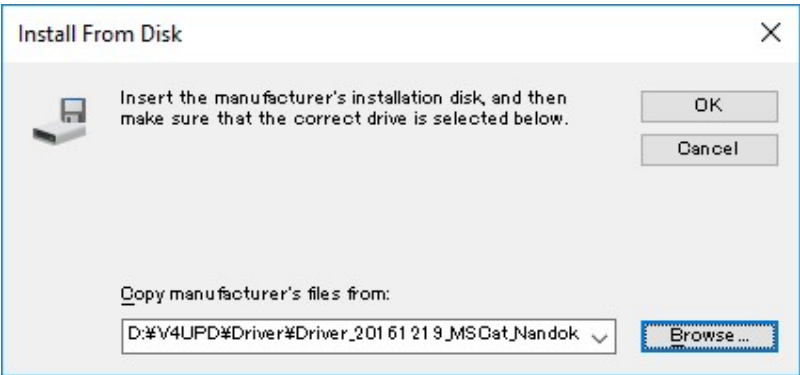 Install From Disk
Insert the manufacturer's installation disk, and then
make sure that the correct drive is selected below.
OK
Cancel
Copy manufacturer's files from:
D:¥V4UPD¥Driver¥Driver_20161219_MSCat_Nandok
Browse...